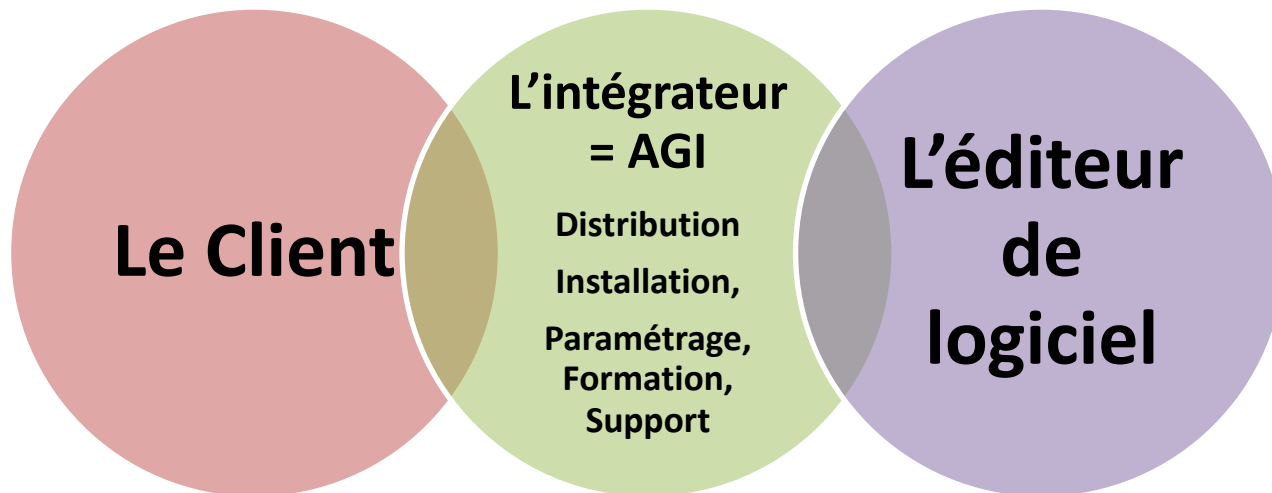 Le Client
L’intégrateur
= AGI
Distribution
Installation,
Paramétrage,
Formation,
Support
L’éditeur
de
logiciel